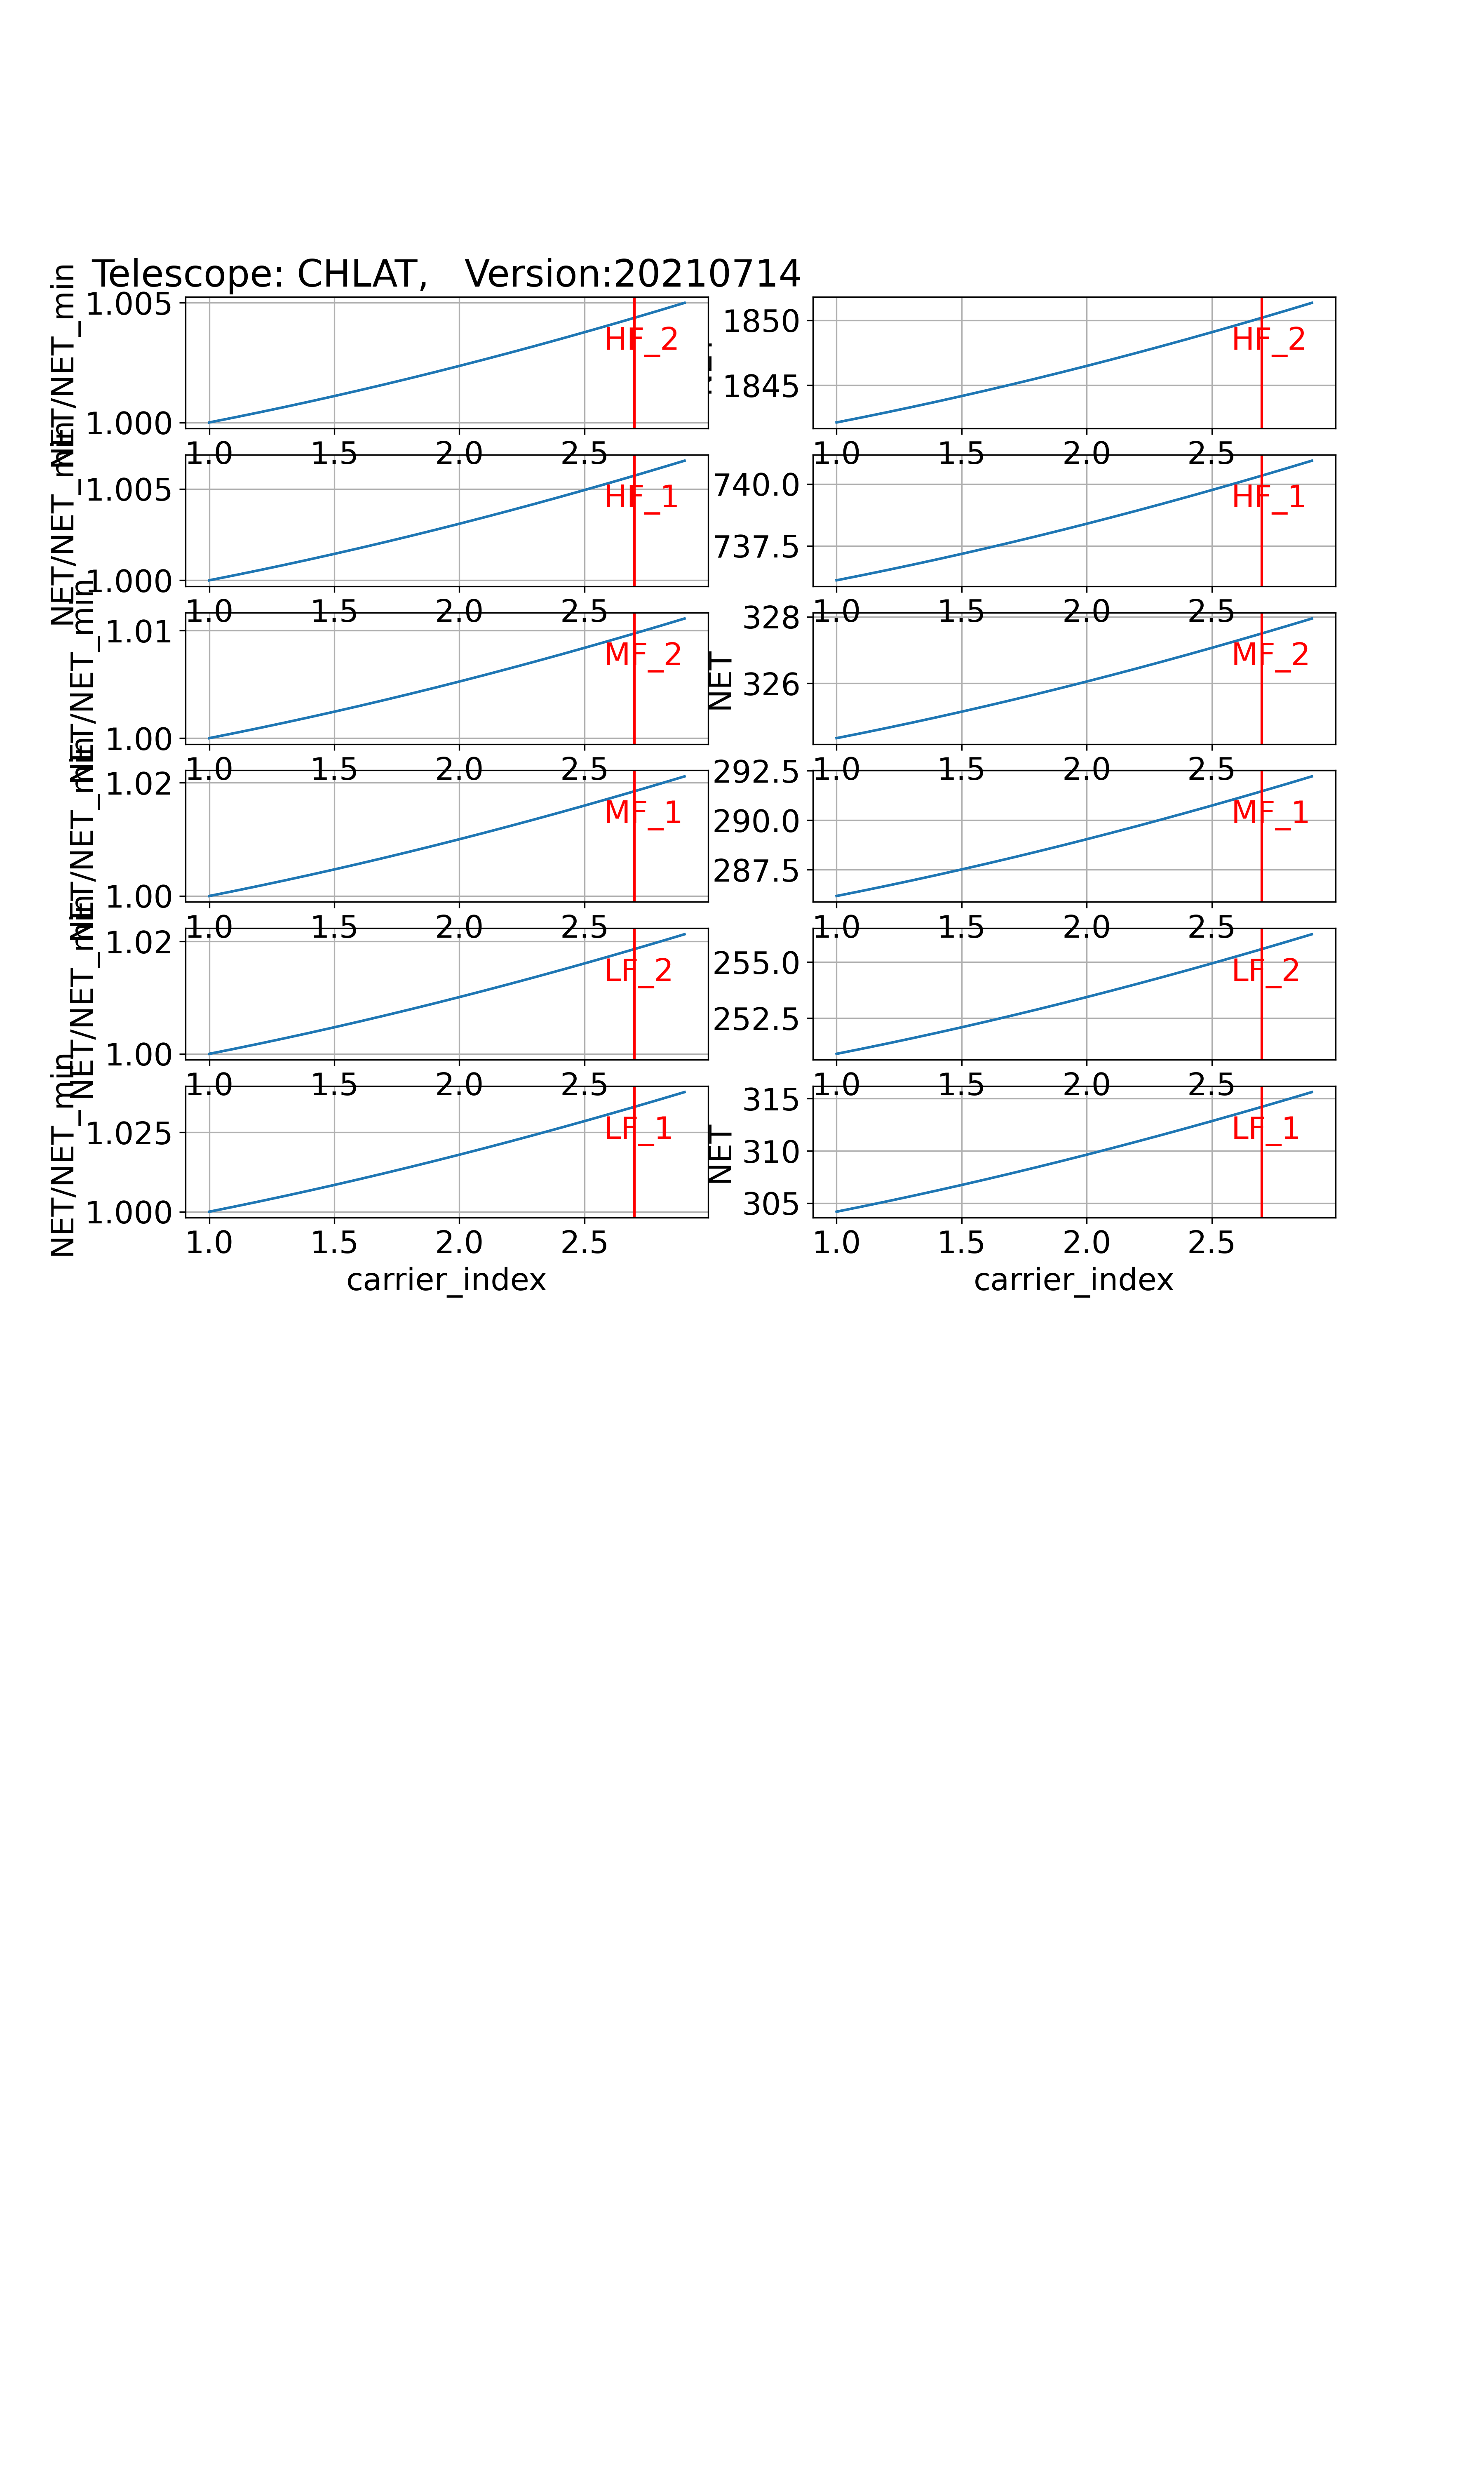 Telescope: CHLAT,   Version:20210714
NET/NET_min
1.005
1.000
HF_2
1.0 1.5 2.0 2.5
1850
1845
HF_2
1.0 1.5 2.0 2.5
NET/NET_min
1.005
1.000
HF_1
1.0 1.5 2.0 2.5
740.0
737.5
HF_1
1.0 1.5 2.0 2.5
NET/NET_min
1.01
1.00
MF_2
1.0 1.5 2.0 2.5
NET
328
326
MF_2
1.0 1.5 2.0 2.5
NET/NET_min
1.02
1.00
MF_1
1.0 1.5 2.0 2.5
292.5
290.0
287.5
MF_1
1.0 1.5 2.0 2.5
NET/NET_min
1.02
1.00
LF_2
1.0 1.5 2.0 2.5
255.0
252.5
LF_2
1.0 1.5 2.0 2.5
NET/NET_min
1.025
1.000
LF_1
1.0 1.5 2.0 2.5
carrier_index
NET
315
310
305
LF_1
1.0 1.5 2.0 2.5
carrier_index